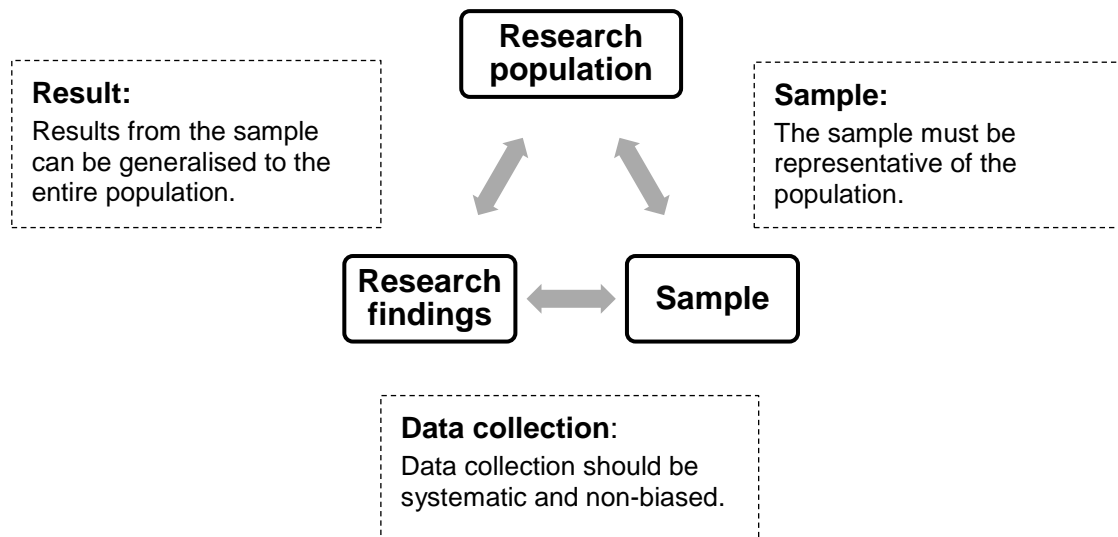 Research
population
Result:
Results from the sample
can be generalised to the
entire population.
Sample:
The sample must be
representative of the
population.
Research
findings
Sample
Data collection:
Data collection should be
systematic and non-biased.